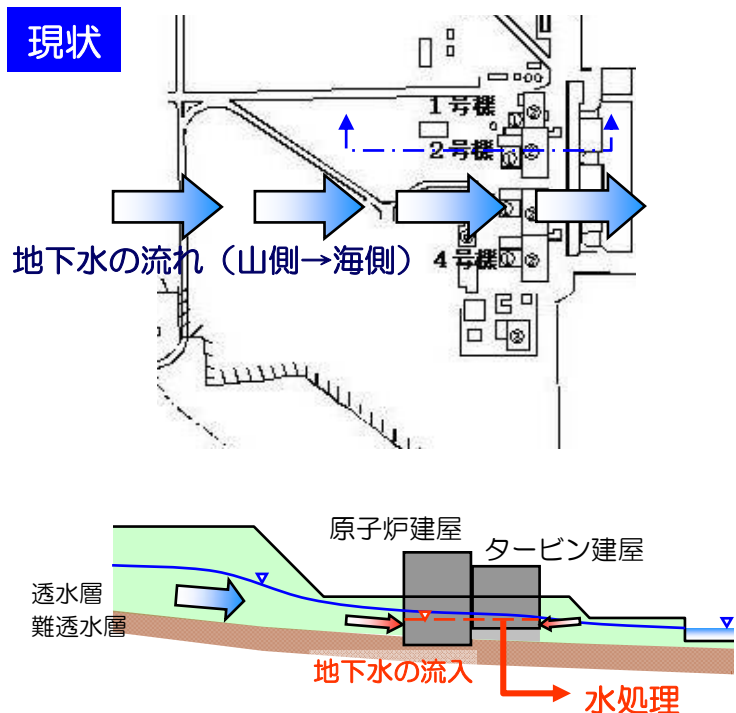 現状
1号機
2号機
地下水の流れ（山側→海側）
4号機
原子炉建屋
タービン建屋
透水層
難透水層
地下水の流入
水処理